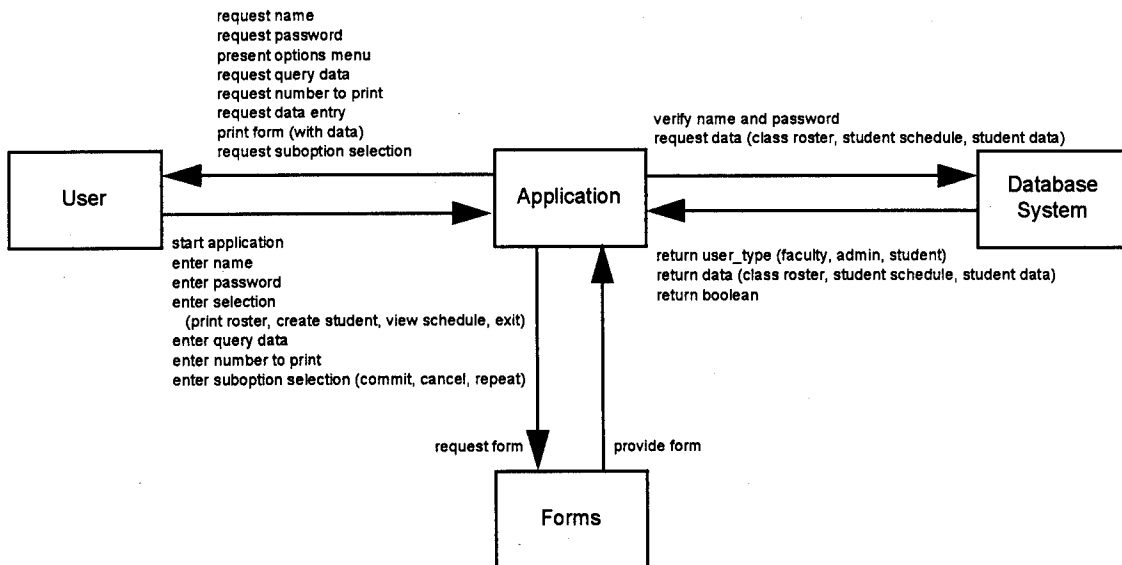 request name
request password
present options menu
request query data
request number to print
request data entry
print form (with data)
request suboption selection
verify name and password
request data (class roster, student schedule, student data)
User
Application
Database
System
start application
enter name
enter password
enter selection
(print roster, create student, view schedule, exit)
enter query data
enter number to print
enter suboption selection (commit, cancel, repeat)
return user_type (faculty, admin, student)
return data (class roster, student schedule, student data)
return boolean
request form
provide form
Forms